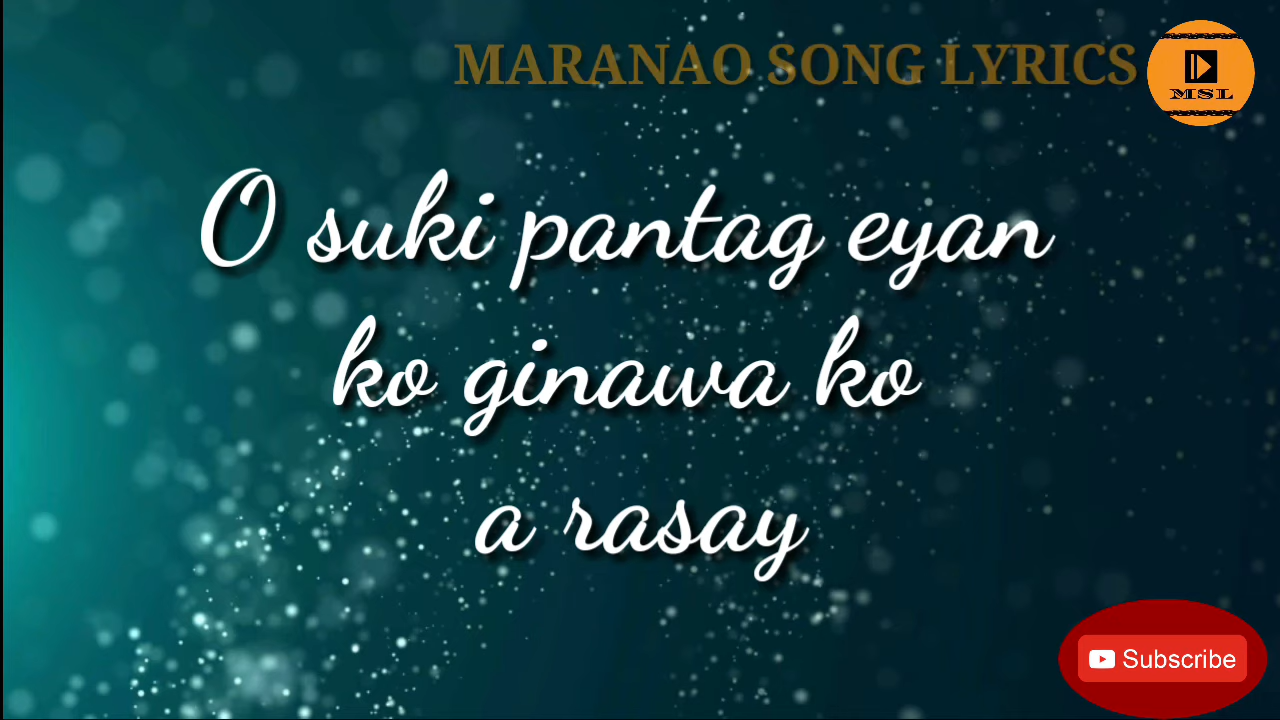 MARANAO SONG LYRICS
MSL
O suki pantag eyan
ko ginawa ko
a rasay
Subscribe